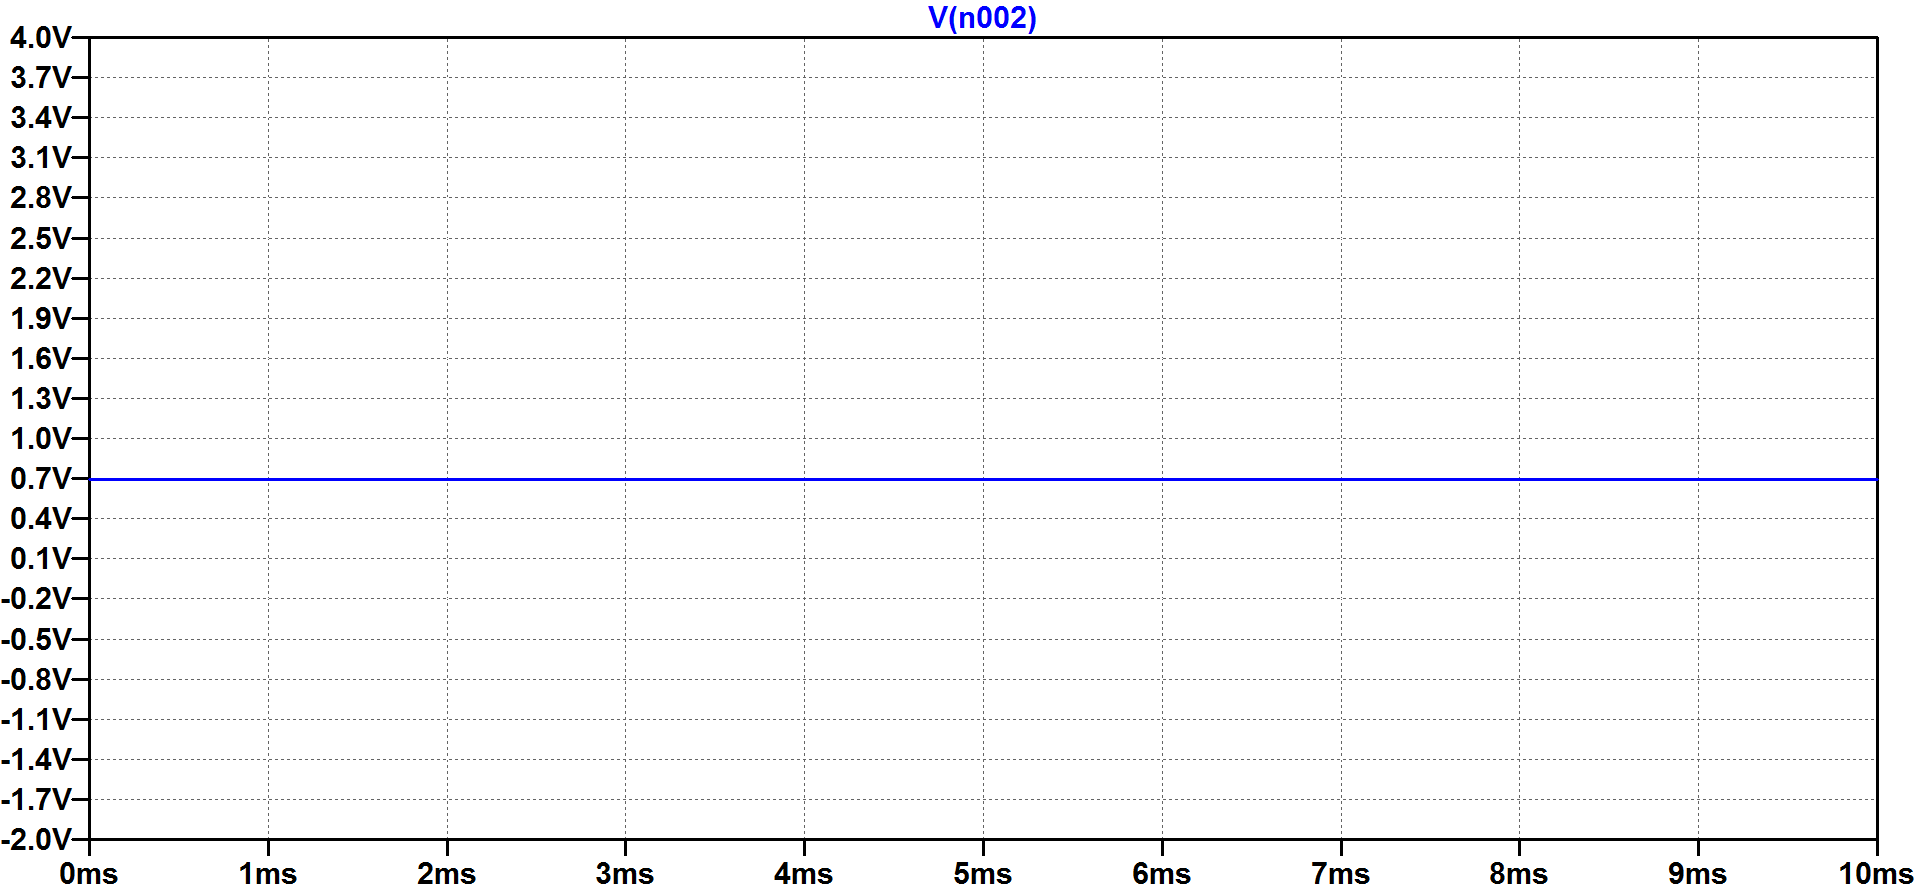 V(n002)
4.0V
3.7V
3.4V
3.1V
2.8V
2.5V
2.2V
1.9V
1.6V
1.3V
1.0V
0.7V
0.4V
0.1V
-0.2V
-0.5V
-0.8V
-1.1V
-1.4V
-1.7V
-2.0V
0ms 1ms 2ms 3ms 4ms 5ms 6ms 7ms 8ms 9ms 10ms